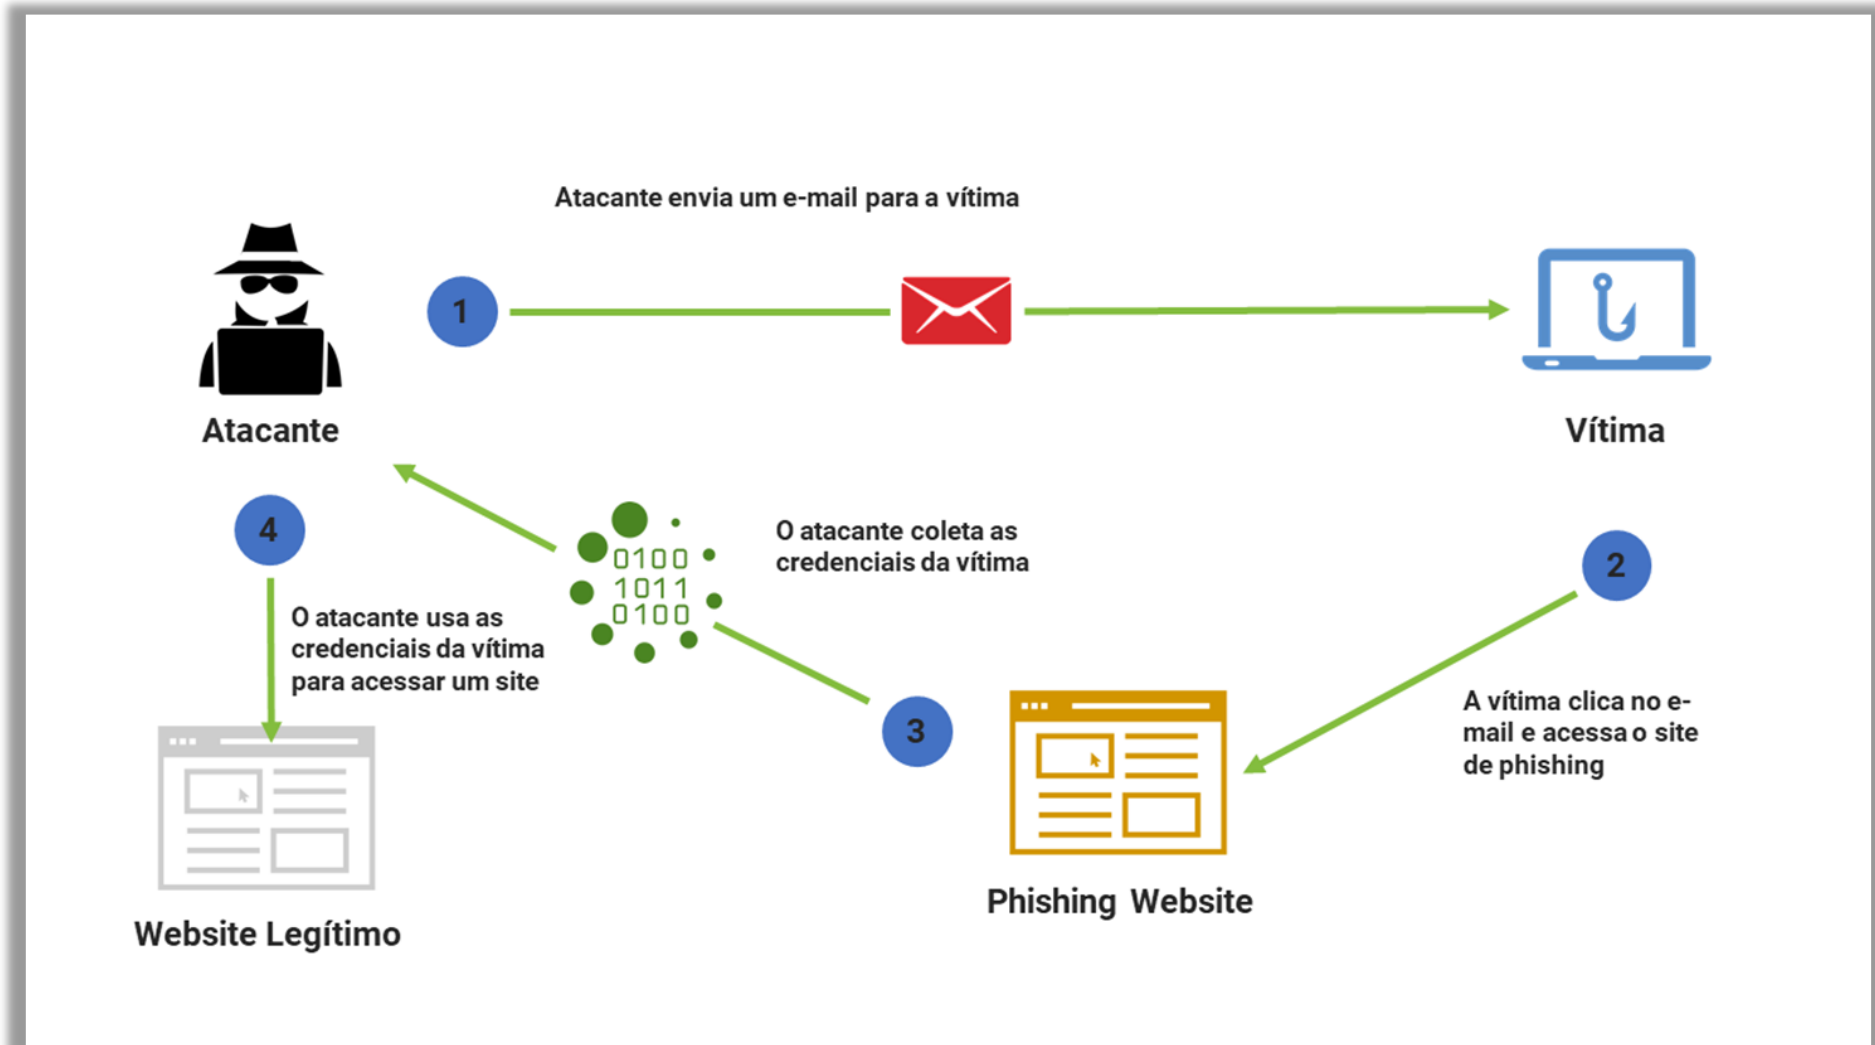 Atacante envia um e-mail para a vítima
1
Atacante
Vítima
4
O atacante usa as
credenciais da vítima
para acessar um site
0100
1011
0100
O atacante coleta as
credenciais da vítima
2
A vítima clica no e-
mail e acessa o site
de phishing
3
Phishing Website
Website Legítimo